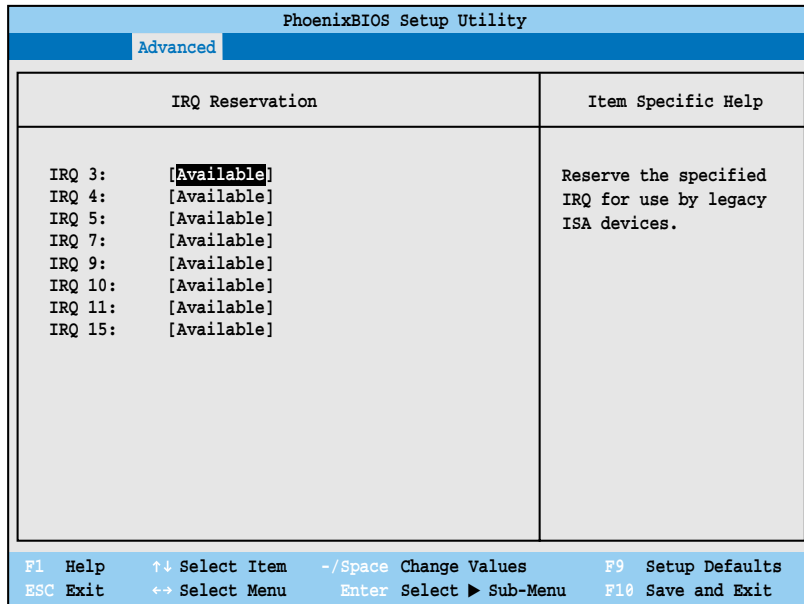 PhoenixBIOS Setup Utility
Advanced
IRQ Reservation
Item Specific Help
IRQ 3: [Available]
IRQ 4: [Available]
IRQ 5: [Available]
IRQ 7: [Available]
IRQ 9: [Available]
IRQ 10: [Available]
IRQ 11: [Available]
IRQ 15: [Available]
Reserve the specified
IRQ for use by legacy
ISA devices.
F1 Help ↑↓ Select Item -/Space Change Values F9 Setup Defaults
ESC Exit ←→ Select Menu Enter Select ▶ Sub-Menu F10 Save and Exit